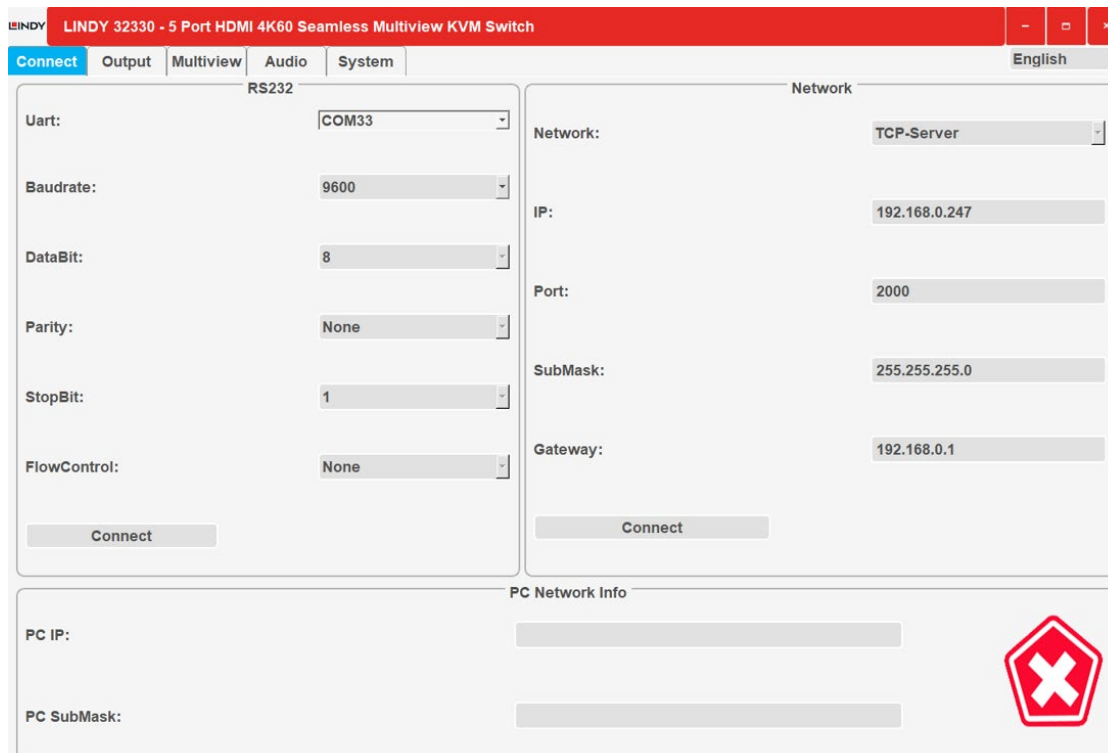 LINDY LINDY 32330 - 5 Port HDMI 4K60 Seamless Multiview KVM Switch
Connect Output Multiview Audio System English
RS232
Uart: COM33
Baudrate: 9600
DataBit: 8
Parity: None
StopBit: 1
FlowControl: None
Connect
Network
Network: TCP-Server
IP: 192.168.0.247
Port: 2000
SubMask: 255.255.255.0
Gateway: 192.168.0.1
Connect
PC Network Info
PC IP:
PC SubMask: